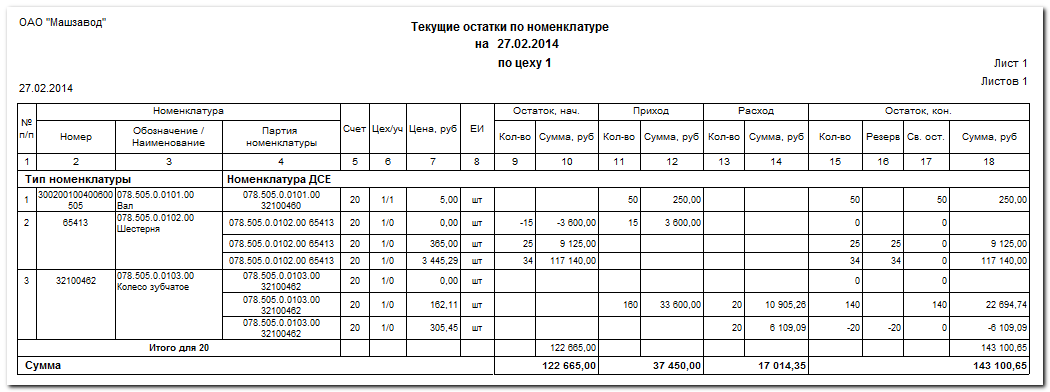 ОАО "Машзавод"
Текущие остатки по номенклатуре
на 27.02.2014
по цеху 1
Лист 1
Листов 1
27.02.2014
№ п/п Номенклатура Счет Цех/уч Цена, руб ЕИ Остаток, нач. Приход Расход Остаток, кон.
Номер Обозначение / Наименование Партия номенклатуры Кол-во Сумма, руб Кол-во Сумма, руб Кол-во Сумма, руб Кол-во Резерв Св. ост. Сумма, руб
1 2 3 4 5 6 7 8 9 10 11 12 13 14 15 16 17 18
Тип номенклатуры Номенклатура ДСЕ
1 300200100400600 078.505.0.0101.00 078.505.0.0101.00 20 1/1 5,00 шт 50 250,00 50 50 250,00
505 Вал 32100460
2 65413 078.505.0.0102.00 078.505.0.0102.00 65413 20 1/0 0,00 шт -15 -3 600,00 15 3 600,00 0 0
Шестерня
078.505.0.0102.00 65413 20 1/0 365,00 шт 25 9 125,00 25 25 0 9 125,00
078.505.0.0102.00 65413 20 1/0 3 445,29 шт 34 117 140,00 34 34 0 117 140,00
3 32100462 078.505.0.0103.00 078.505.0.0103.00 20 1/0 0,00 шт 0
Колесо зубчатое 32100462
078.505.0.0103.00 20 1/0 162,11 шт 160 33 600,00 20 10 905,26 140 140 22 694,74
32100462
078.505.0.0103.00 20 1/0 305,45 шт 20 6 109,09 -20 -20 0 -6 109,09
32100462
Итого для 20 122 665,00 143 100,65
Сумма 122 665,00 37 450,00 17 014,35 143 100,65